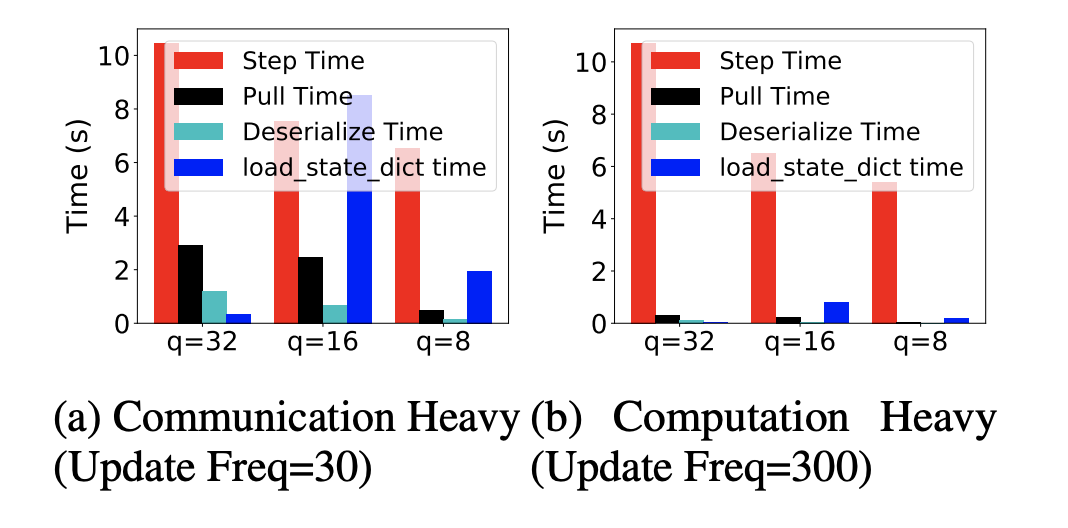 Time (s)
10
8
6
4
2
0
Step Time
Pull Time
Deserialize Time
load_state_dict time
q=32 q=16 q=8
(a) Communication Heavy
(Update Freq=30)
Time (s)
10
8
6
4
2
0
Step Time
Pull Time
Deserialize Time
load_state_dict time
q=32 q=16 q=8
(b) Computation Heavy
(Update Freq=300)